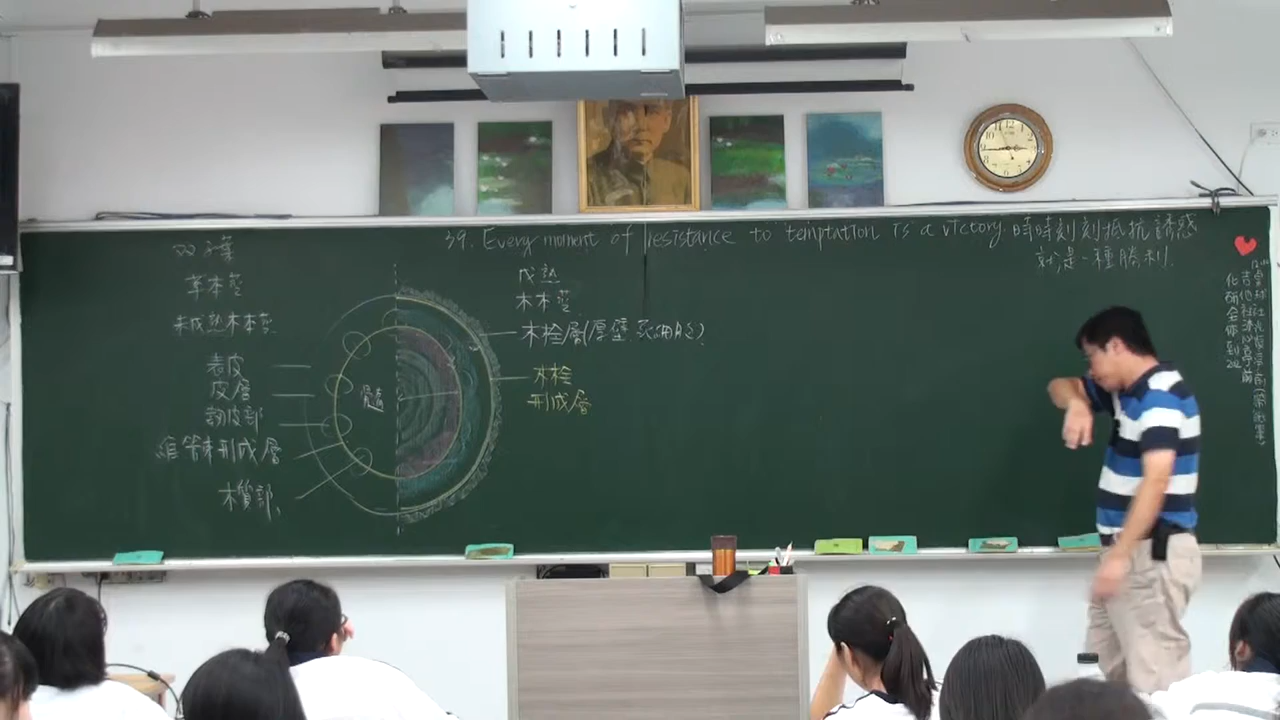 39. Every moment of resistance to temptation is a victory. 時時刻刻抵抗誘惑
就是一種勝利.
双子葉
草本莖
未成熟木本莖
表皮
皮層
韌皮部
維管束形成層
木質部
髓
成熟
木本莖
木栓層(厚壁死細胞)
木栓
形成層